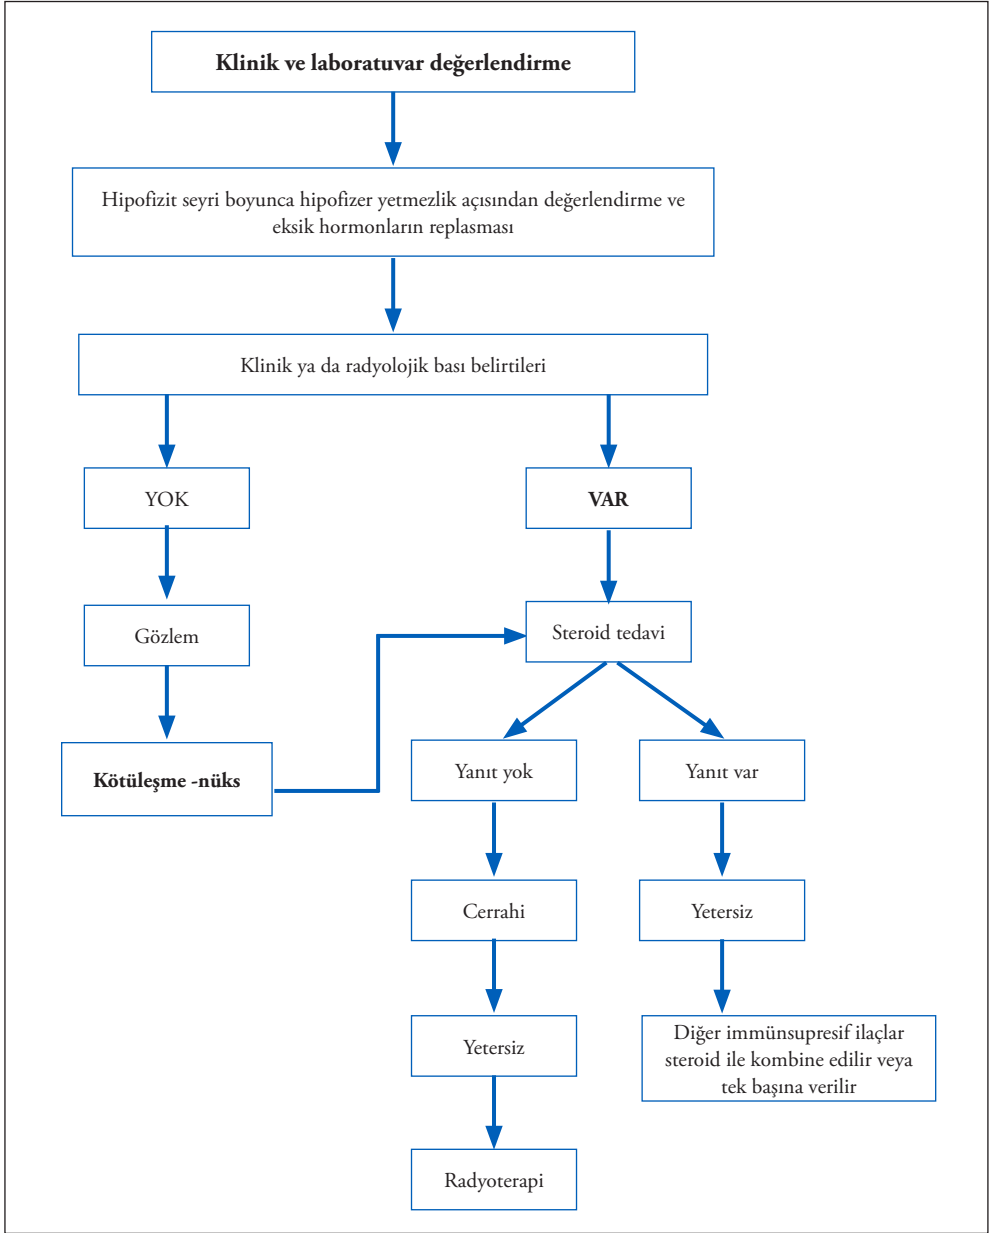 Klinik ve laboratuvar değerlendirme
Hipofizit seyri boyunca hipofizer yetmezlik açısından değerlendirme ve
eksik hormonların replasması
Klinik ya da radyolojik bası belirtileri
YOK
VAR
Gözlem
Steroid tedavi
Kötüleşme -nüks
Yanıt yok
Yanıt var
Cerrahi
Yetersiz
Yetersiz
Diğer immünsupresif ilaçlar
steroid ile kombine edilir veya
tek başına verilir
Radyoterapi